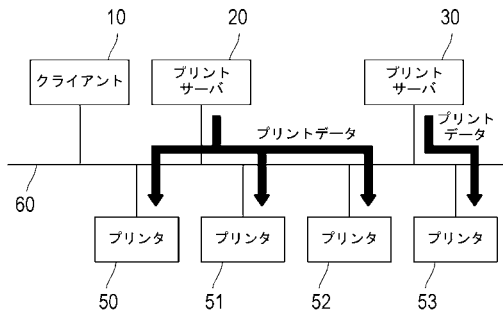 10
20
30
クライアント
プリント
サーバ
プリント
サーバ
プリントデータ
プリント
データ
60
プリンタ
プリンタ
プリンタ
プリンタ
50
51
52
53